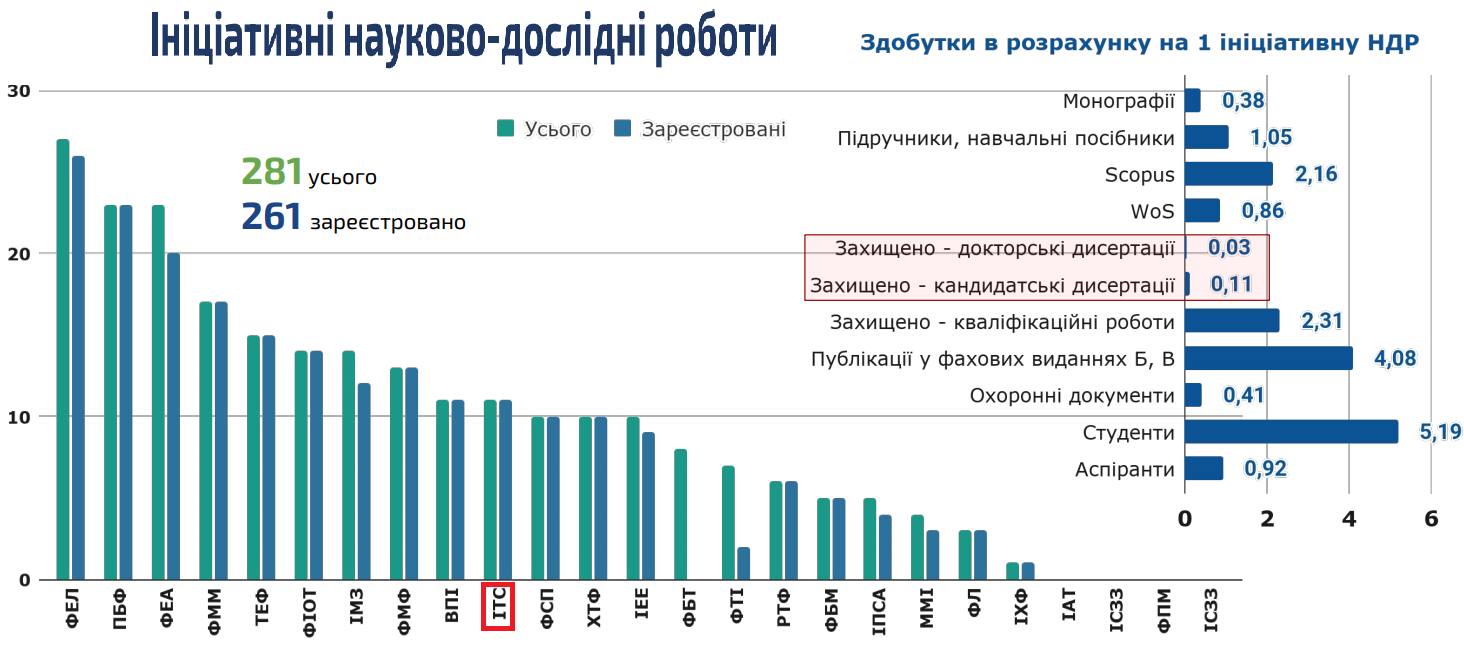 Ініціативні науково-дослідні роботи
Здобутки в розрахунку на 1 ініціативну НДР
30
20
10
0
Усього
Зареєстровані
281 усього
261 зареєстровано
ФЕЛ
ПБФ
ФЕА
ФММ
ТЕФ
ФІОТ
ІМЗ
ФМФ
ВПІ
ІТС
ФСП
ХТФ
ІЕЕ
ФБТ
ФТІ
РТФ
ФБМ
ІПСА
ММІ
ФЛ
ІХФ
ІАТ
ІСЗЗ
ФПМ
ІСЗЗ
Монографії 0,38
Підручники, навчальні посібники 1,05
Scopus 2,16
WoS 0,86
Захищено - докторські дисертації 0,03
Захищено - кандидатські дисертації 0,11
Захищено - кваліфікаційні роботи 2,31
Публікації у фахових виданнях Б, В 4,08
Охоронні документи 0,41
Студенти 5,19
Аспіранти 0,92
0 2 4 6